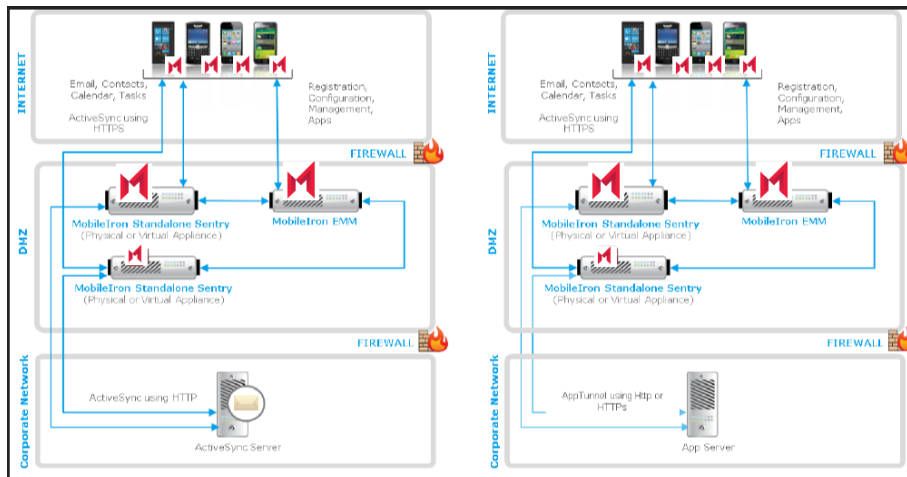 INTERNET
Email, Contacts,
Calendar, Tasks
ActiveSync using
HTTPS
Registration,
Configuration,
Management,
Apps
FIREWALL
DMZ
MobileIron Standalone Sentry
(Physical or Virtual Appliance)
MobileIron EMM
MobileIron Standalone Sentry
(Physical or Virtual Appliance)
FIREWALL
Corporate Network
ActiveSync using HTTP
ActiveSync Server
INTERNET
Email, Contacts,
Calendar, Tasks
ActiveSync using
HTTPS
Registration,
Configuration,
Management,
Apps
FIREWALL
DMZ
MobileIron Standalone Sentry
(Physical or Virtual Appliance)
MobileIron EMM
MobileIron Standalone Sentry
(Physical or Virtual Appliance)
FIREWALL
Corporate Network
AppTunnel using Http or
HTTPs
App Server